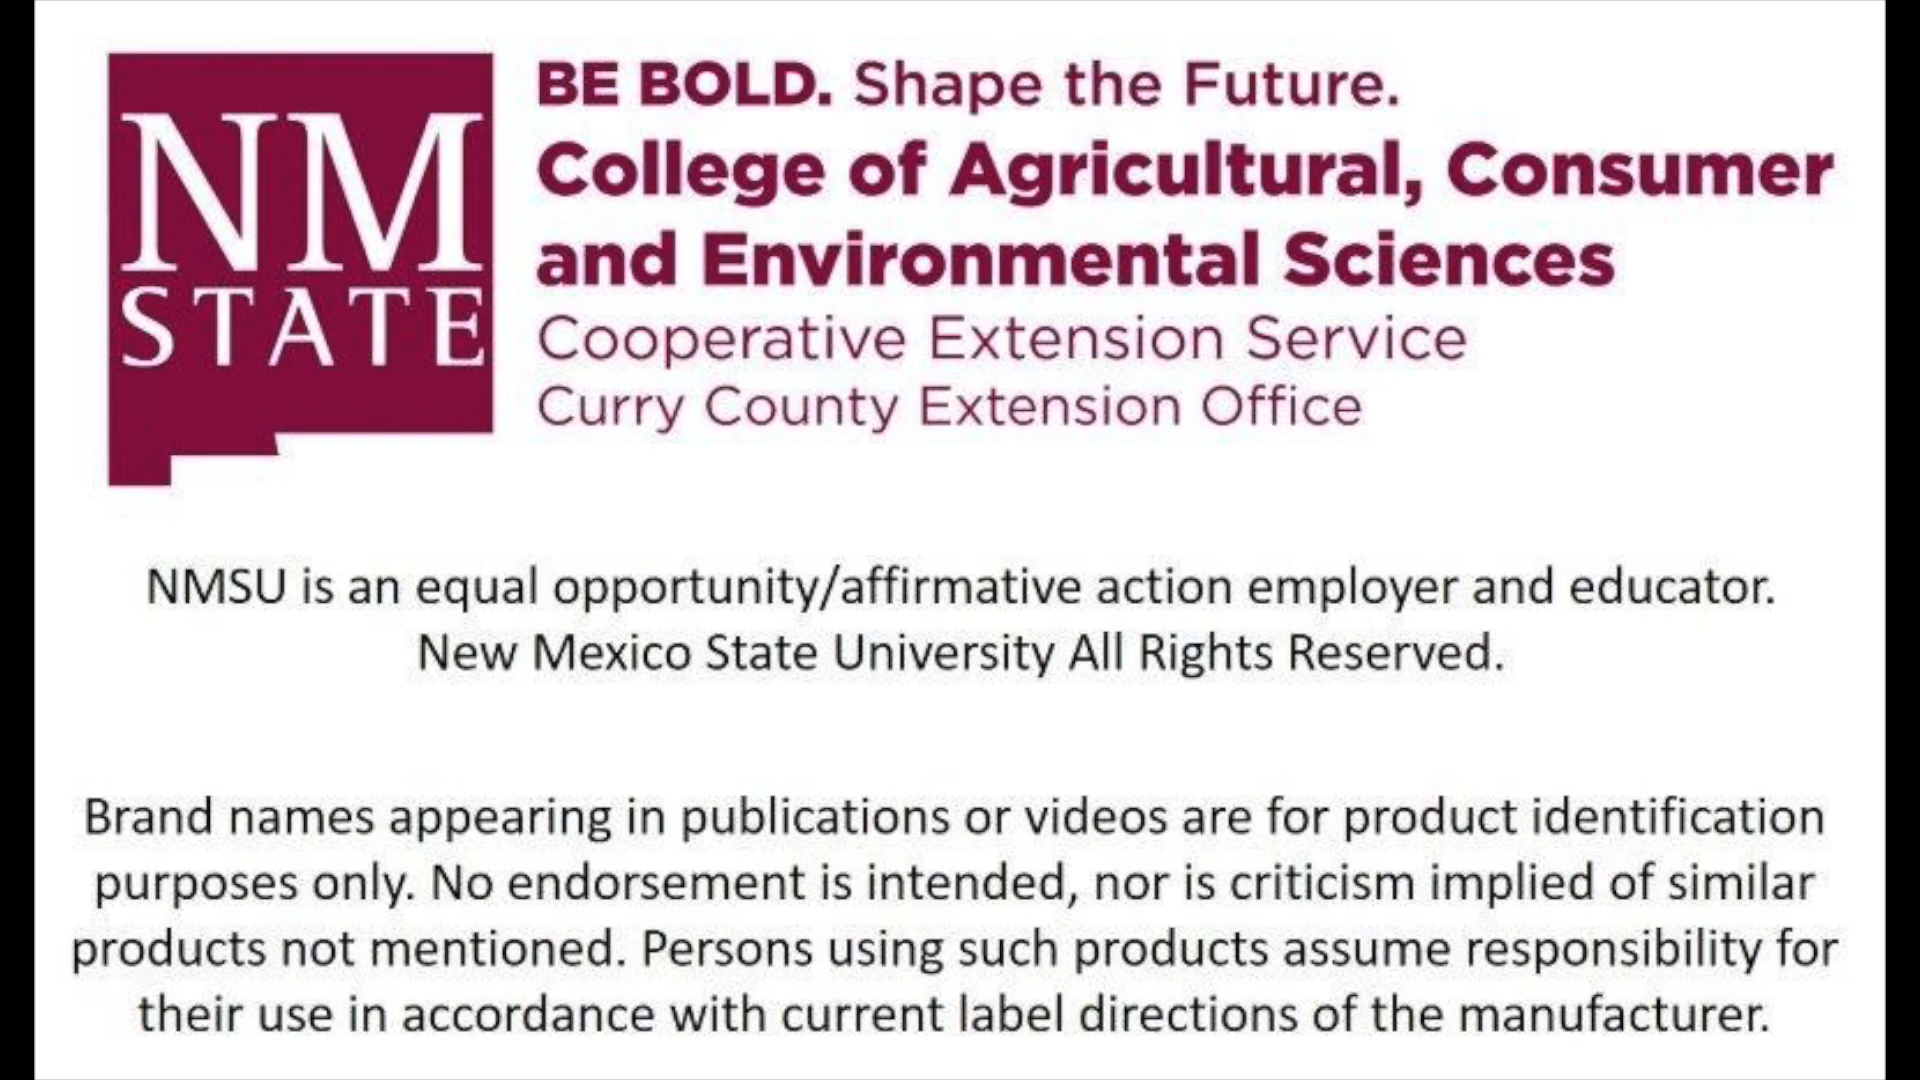 NM
STATE
BE BOLD. Shape the Future.
College of Agricultural, Consumer
and Environmental Sciences
Cooperative Extension Service
Curry County Extension Office
NMSU is an equal opportunity/affirmative action employer and educator.
New Mexico State University All Rights Reserved.
Brand names appearing in publications or videos are for product identification
purposes only. No endorsement is intended, nor is criticism implied of similar
products not mentioned. Persons using such products assume responsibility for
their use in accordance with current label directions of the manufacturer.